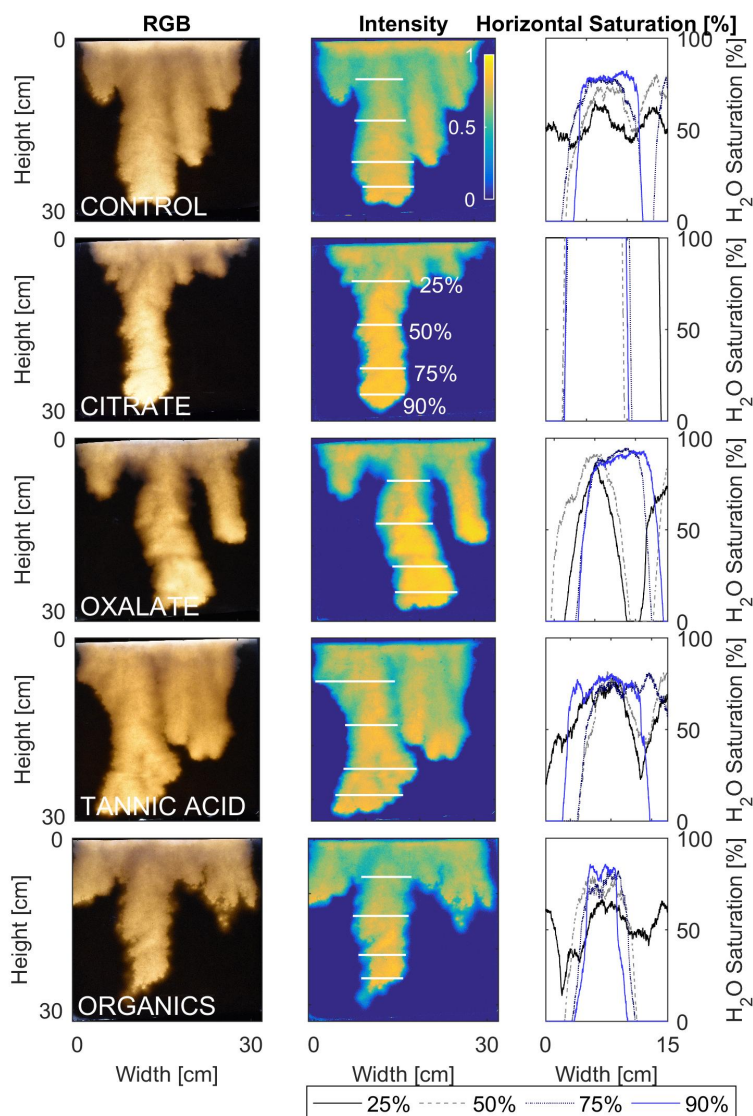 RGB Intensity Horizontal Saturation [%]
0
Height [cm]
30
CONTROL
1
0.5
0
100
50
0
H2O Saturation [%]
0
Height [cm]
30
CITRATE
25%
50%
75%
90%
100
50
0
H2O Saturation [%]
0
Height [cm]
30
OXALATE
100
50
0
H2O Saturation [%]
0
Height [cm]
30
TANNIC ACID
100
50
0
H2O Saturation [%]
0
Height [cm]
30
ORGANICS
100
50
0
H2O Saturation [%]
0 30 0 30 0 15
Width [cm] Width [cm] Width [cm]
25% 50% 75% 90%